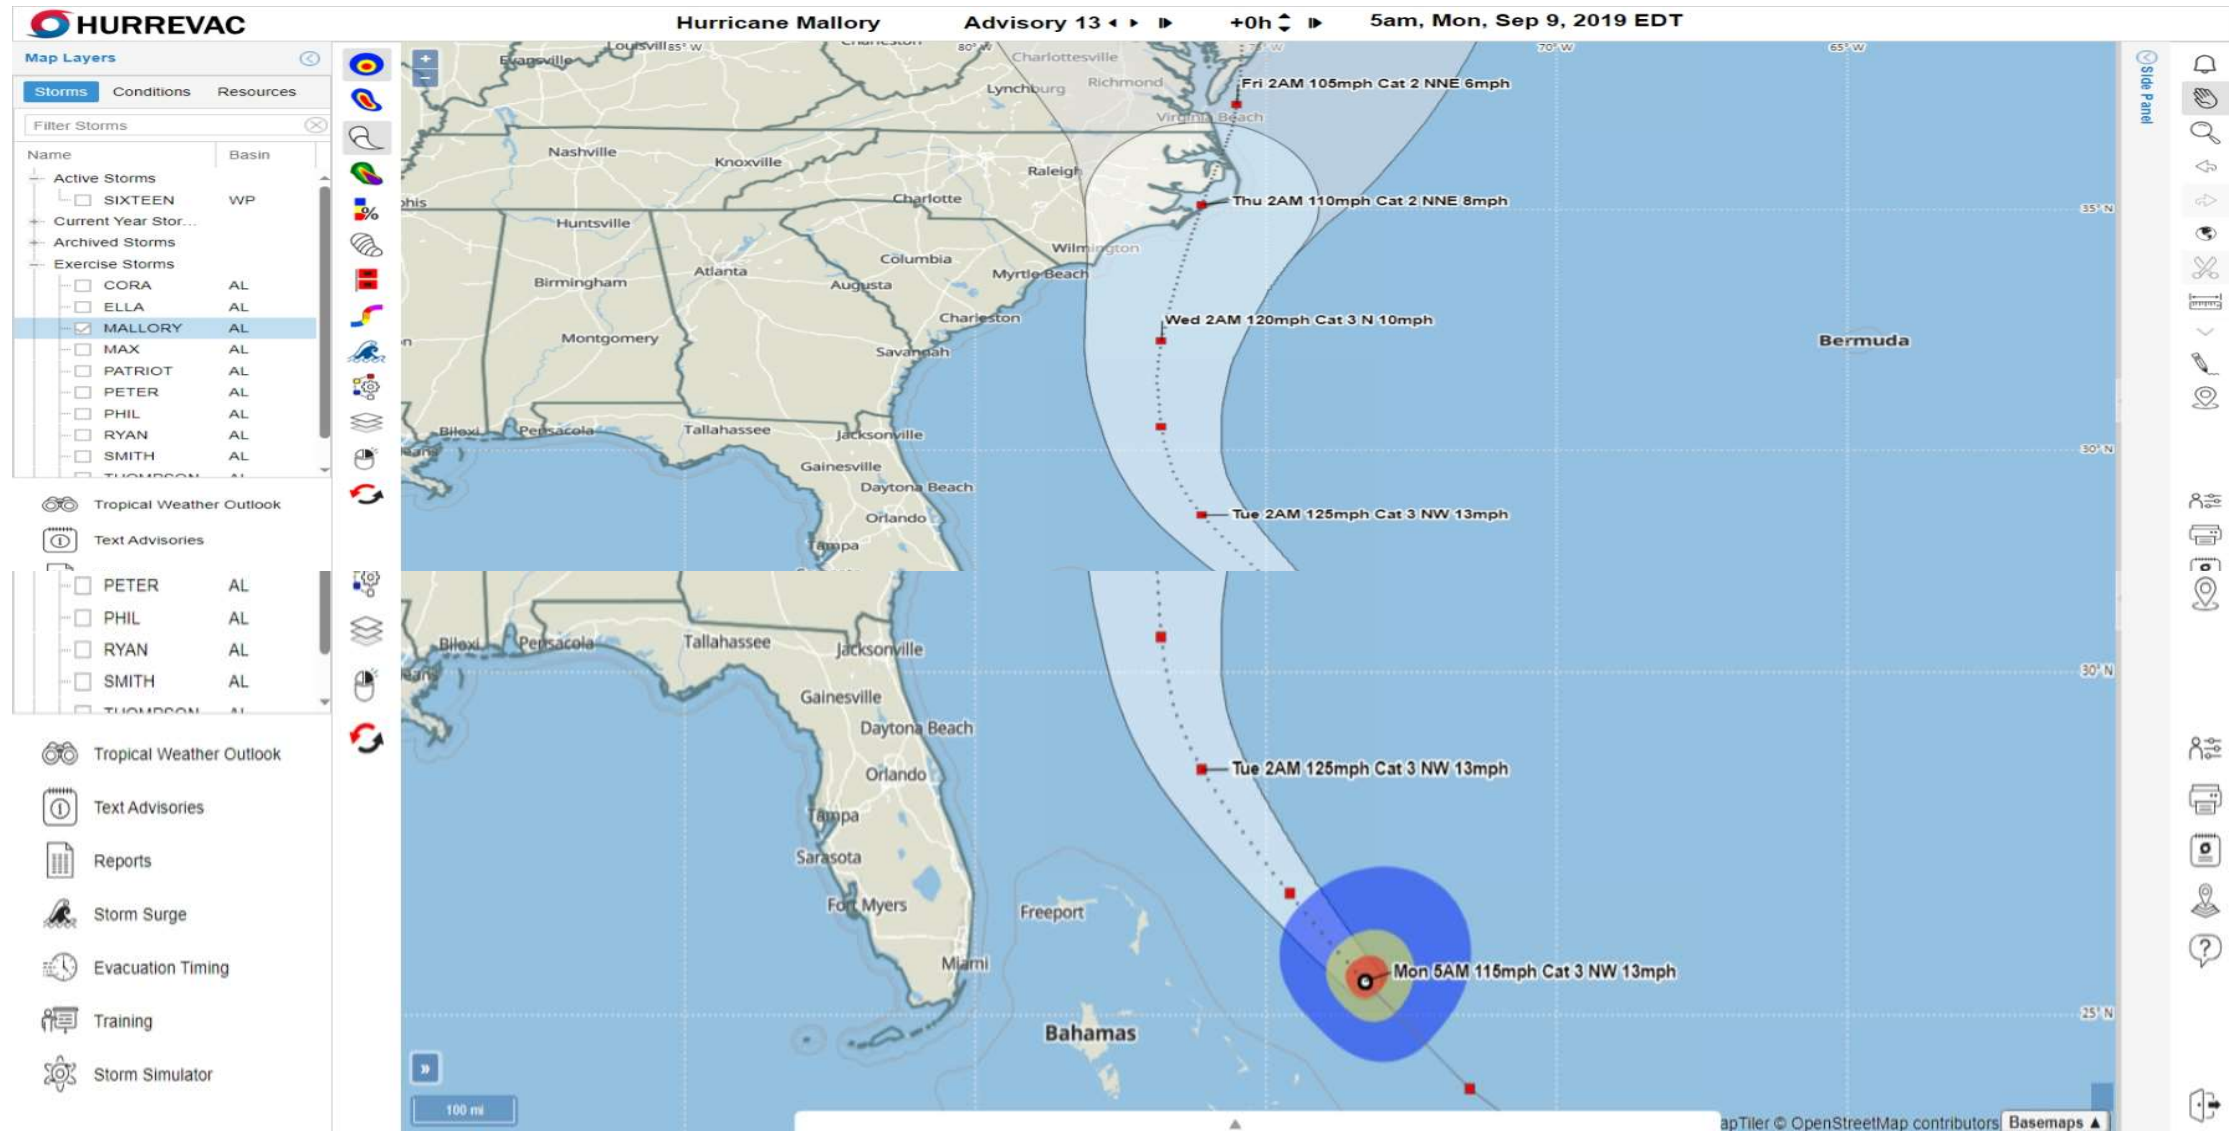 HURREVAC
Hurricane Mallory
Advisory 13
+0h
5am, Mon, Sep 9, 2019 EDT
Map Layers
Storms Conditions Resources
Filter Storms
Name Basin
Active Storms
SIXTEEN WP
Current Year Stor...
Archived Storms
Exercise Storms
CORA AL
ELLA AL
MALLORY AL
MAX AL
PATRIOT AL
PETER AL
PHIL AL
RYAN AL
SMITH AL
Tropical Weather Outlook
Text Advisories
PETER AL
PHIL AL
RYAN AL
SMITH AL
Tropical Weather Outlook
Text Advisories
Reports
Storm Surge
Evacuation Timing
Training
Storm Simulator
%
+
−
85° W
80° W
70° W
65° W
Evansville
Charlottesville
Lynchburg
Richmond
Fri 2AM 105mph Cat 2 NNE 6mph
Virginia Beach
Nashville
Knoxville
Raleigh
phis
Charlotte
Thu 2AM 110mph Cat 2 NNE 8mph
35° N
Huntsville
Wilmington
Columbia
Atlanta
Myrtle Beach
Birmingham
Augusta
Charleston
Wed 2AM 120mph Cat 3 N 10mph
Montgomery
Savannah
Bermuda
Biloxi
Pensacola
Tallahassee
Jacksonville
30° N
Gainesville
Daytona Beach
Orlando
Tue 2AM 125mph Cat 3 NW 13mph
Tampa
Biloxi
Pensacola
Tallahassee
Jacksonville
30° N
Gainesville
Daytona Beach
Orlando
Tue 2AM 125mph Cat 3 NW 13mph
Tampa
Sarasota
Fort Myers
Freeport
Miami
Mon 5AM 115mph Cat 3 NW 13mph
25° N
Bahamas
»
100 mi
apTiler © OpenStreetMap contributors
Basemaps ▲
Side Panel